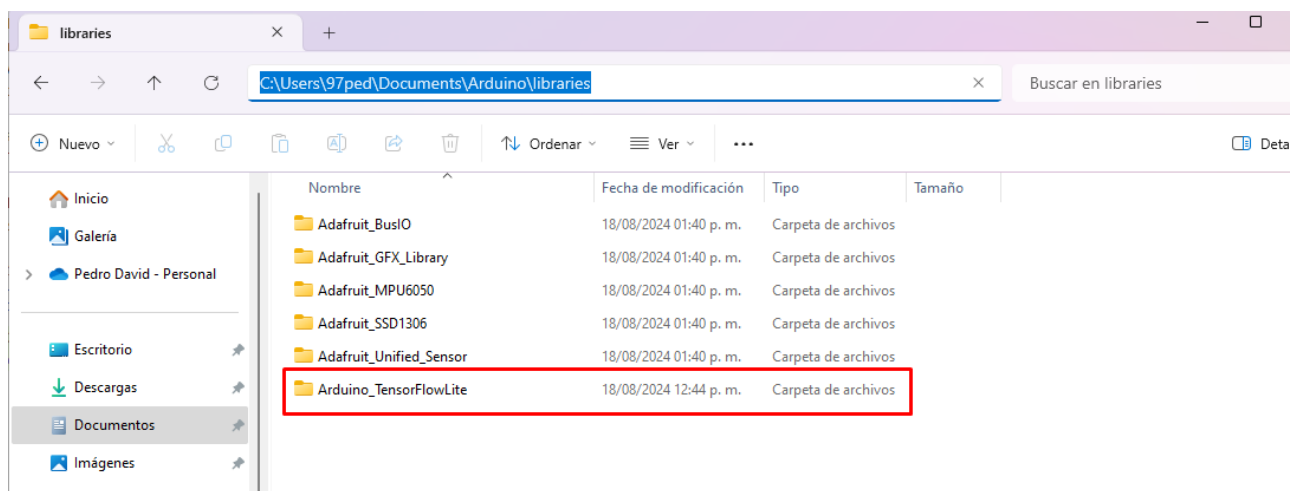 libraries
C:\Users\97ped\Documents\Arduino\libraries
Buscar en libraries
Nuevo
Ordenar
Ver
Deta
Inicio
Galería
Pedro David - Personal
Escritorio
Descargas
Documentos
Imágenes
Nombre Fecha de modificación Tipo Tamaño
Adafruit_BusIO 18/08/2024 01:40 p. m. Carpeta de archivos
Adafruit_GFX_Library 18/08/2024 01:40 p. m. Carpeta de archivos
Adafruit_MPU6050 18/08/2024 01:40 p. m. Carpeta de archivos
Adafruit_SSD1306 18/08/2024 01:40 p. m. Carpeta de archivos
Adafruit_Unified_Sensor 18/08/2024 01:40 p. m. Carpeta de archivos
Arduino_TensorFlowLite 18/08/2024 12:44 p. m. Carpeta de archivos